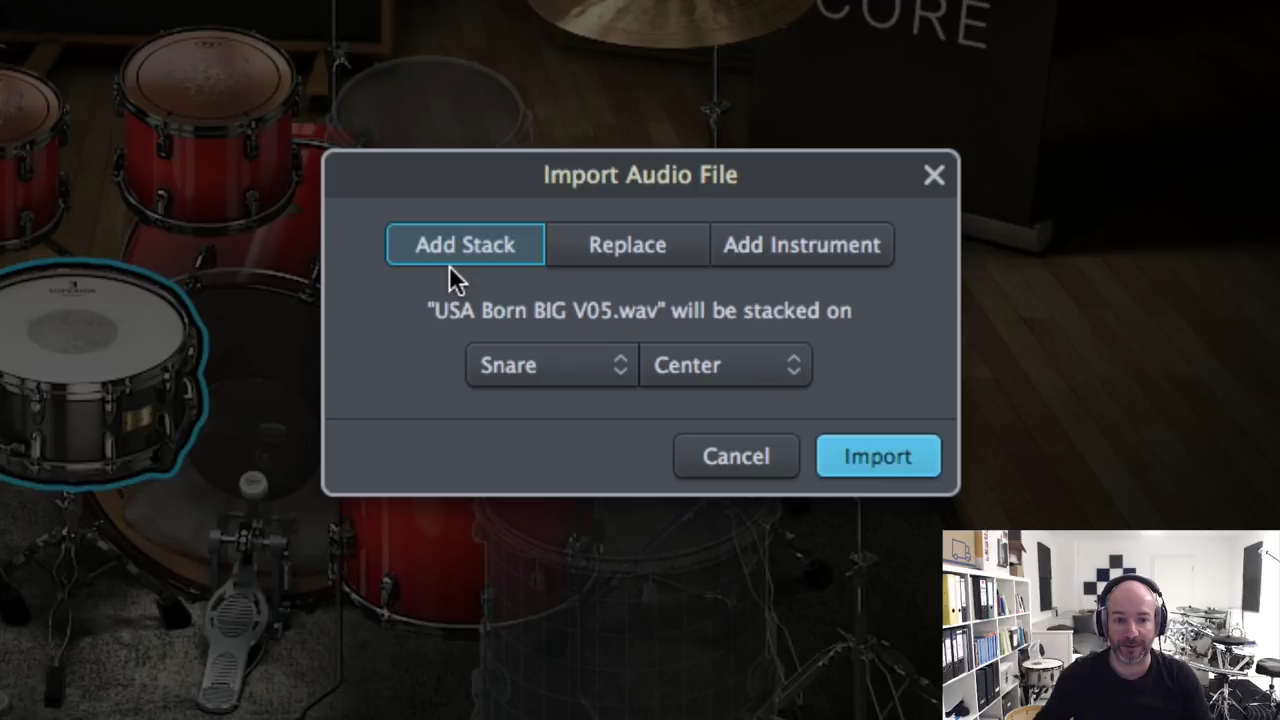 CORE
Import Audio File
Add Stack
Replace
Add Instrument
"USA Born BIG V05.wav" will be stacked on
Snare
Center
Cancel
Import